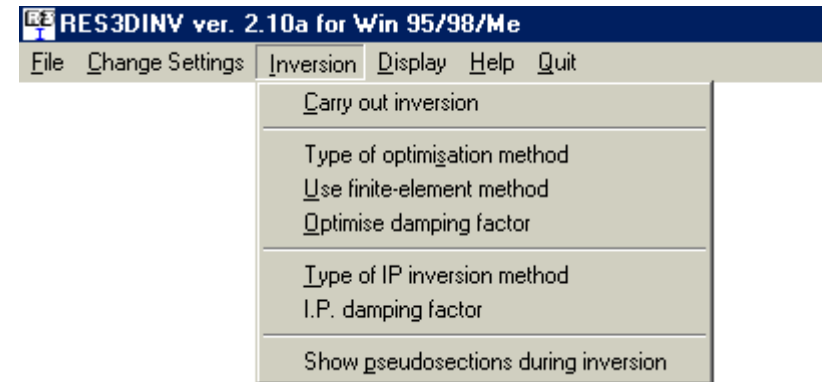 RES3DINV ver. 2.10a for Win 95/98/Me
File Change Settings Inversion Display Help Quit
Carry out inversion
Type of optimisation method
Use finite-element method
Optimise damping factor
Type of IP inversion method
I.P. damping factor
Show pseudosections during inversion